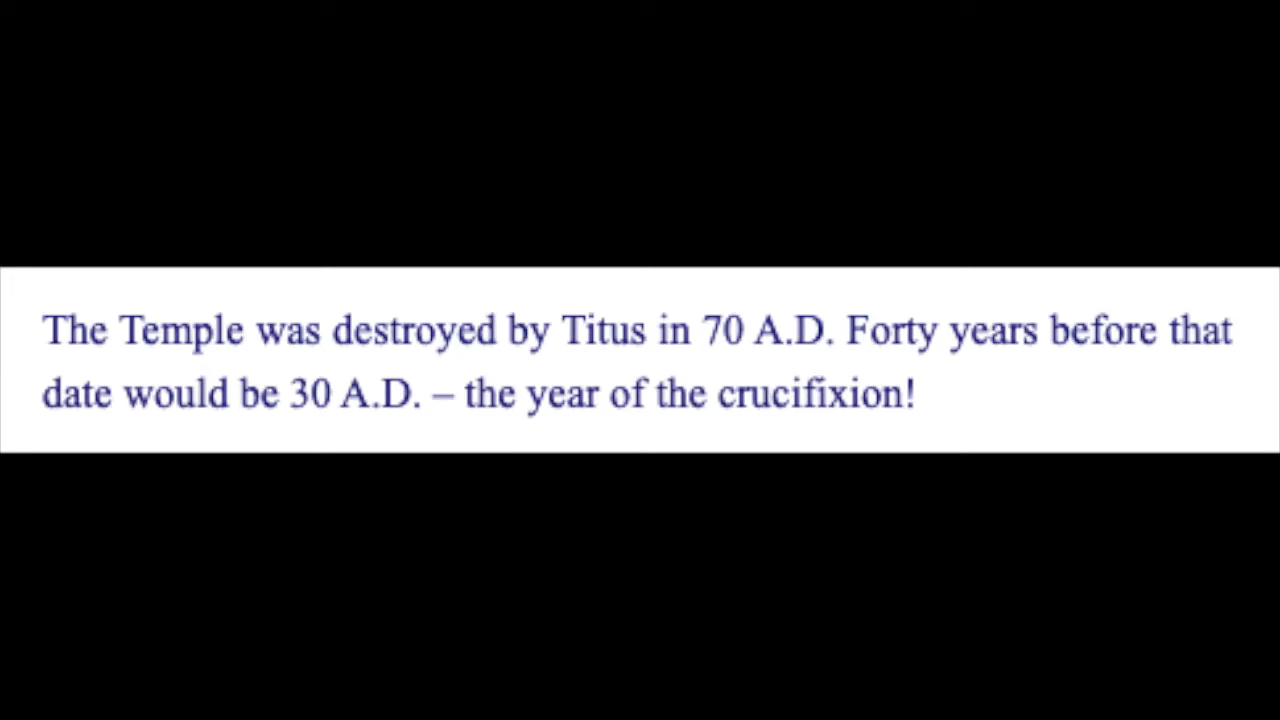 The Temple was destroyed by Titus in 70 A.D. Forty years before that
date would be 30 A.D. – the year of the crucifixion!